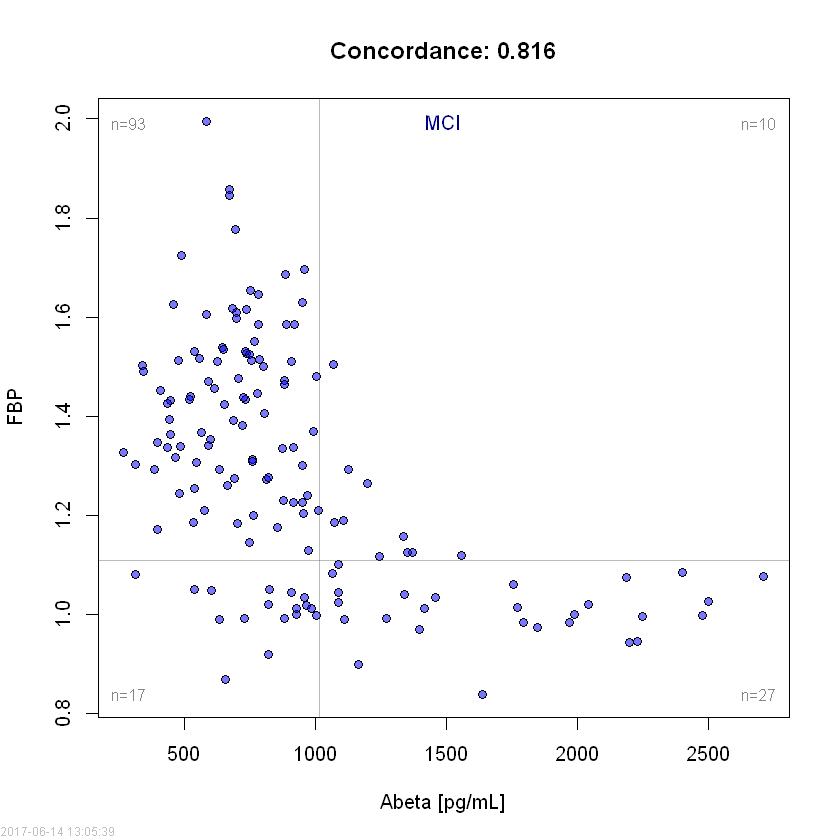 Concordance: 0.816
n=93
MCI
n=10
2.0
1.8
1.6
1.4
1.2
1.0
0.8
FBP
n=17
n=27
500
1000
1500
2000
2500
Abeta [pg/mL]
2017-06-14 13:05:39